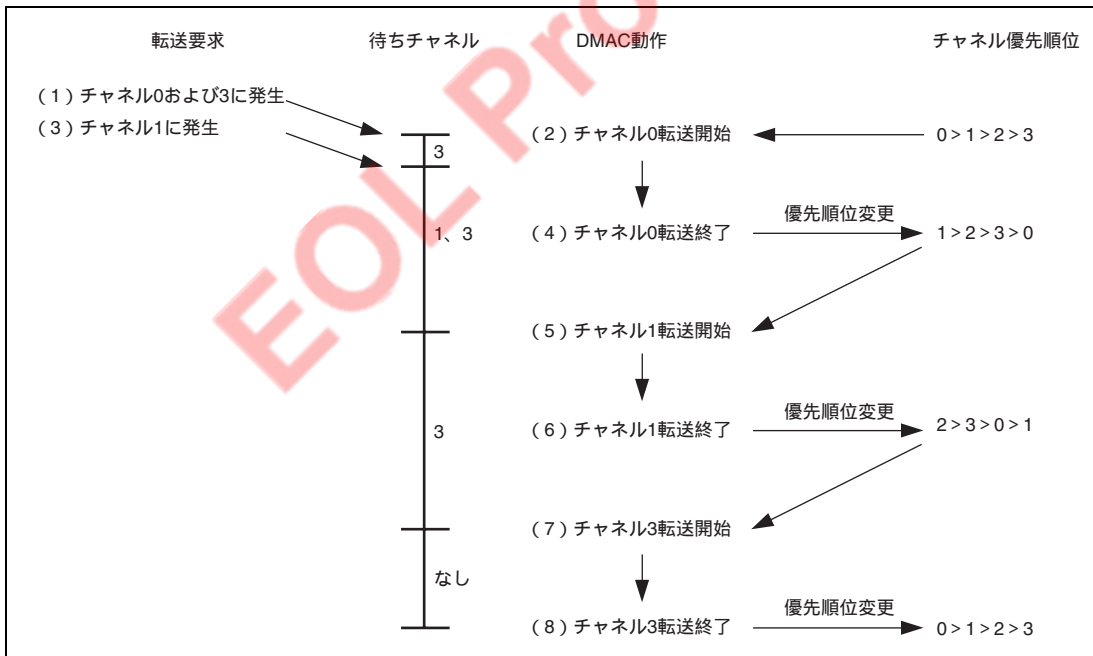 転送要求 待ちチャネル DMAC動作 チャネル優先順位
(1)チャネル0および3に発生
(3)チャネル1に発生
(2)チャネル0転送開始 0>1>2>3
3
優先順位変更
1、3 (4)チャネル0転送終了 1>2>3>0
(5)チャネル1転送開始
優先順位変更
3 (6)チャネル1転送終了 2>3>0>1
(7)チャネル3転送開始
なし
優先順位変更
(8)チャネル3転送終了 0>1>2>3
EOL Pro